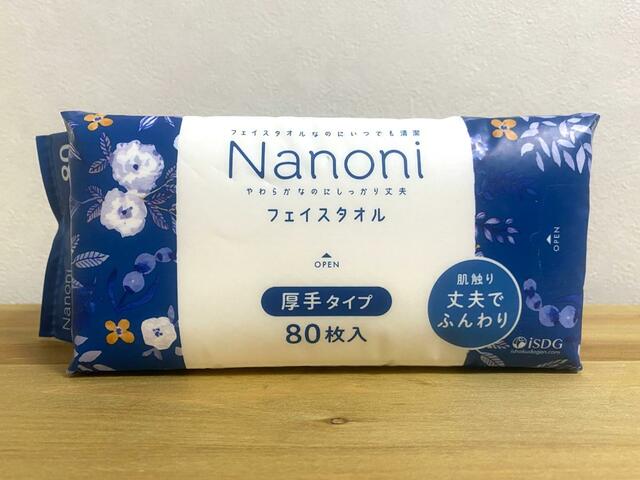 フェイスタオルなのにいつでも清潔
Nanoni
やわらかなのにしっかり丈夫
フェイスタオル
OPEN
厚手タイプ
80枚入
肌触り
丈夫で
ふんわり
OPEN
iSDG
ishokudogen.com
80
Nanoni